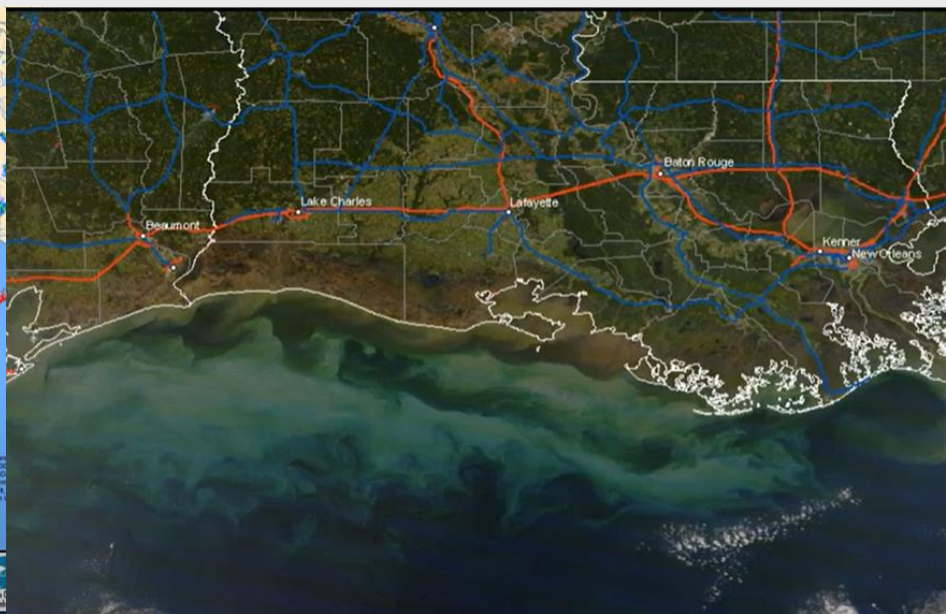 Baton Rouge
Lake Charles
Lafayette
Beaumont
Kenner
New Orleans